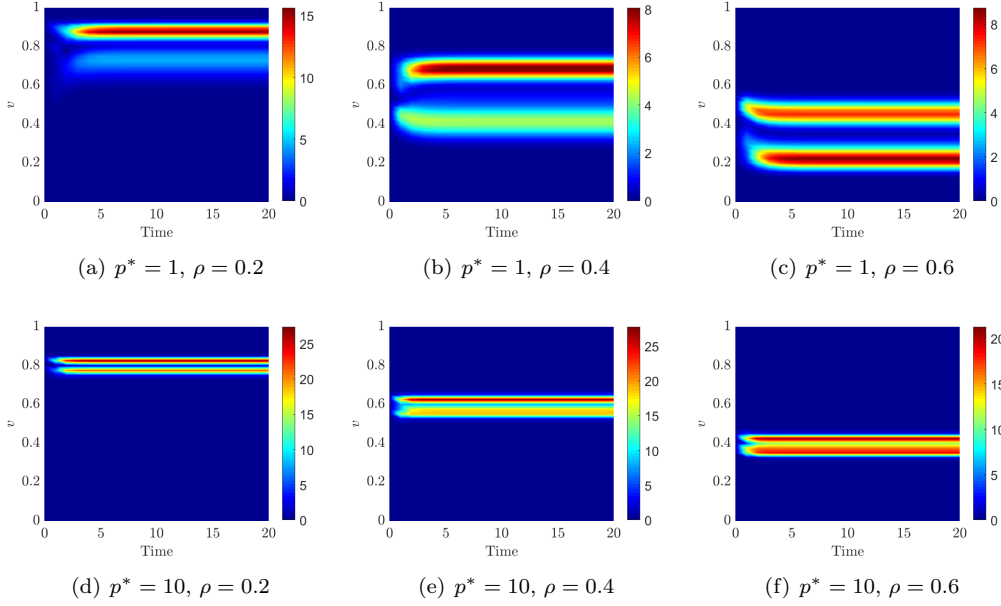 1
0.8
0.6
0.4
0.2
0
v
0 5 10 15 20
Time
15
10
5
0
(a) p* = 1, ρ = 0.2
1
0.8
0.6
0.4
0.2
0
v
0 5 10 15 20
Time
8
6
4
2
0
(b) p* = 1, ρ = 0.4
1
0.8
0.6
0.4
0.2
0
v
0 5 10 15 20
Time
8
6
4
2
0
(c) p* = 1, ρ = 0.6
1
0.8
0.6
0.4
0.2
0
v
0 5 10 15 20
Time
25
20
15
10
5
0
(d) p* = 10, ρ = 0.2
1
0.8
0.6
0.4
0.2
0
v
0 5 10 15 20
Time
25
20
15
10
5
0
(e) p* = 10, ρ = 0.4
1
0.8
0.6
0.4
0.2
0
v
0 5 10 15 20
Time
20
15
10
5
0
(f) p* = 10, ρ = 0.6